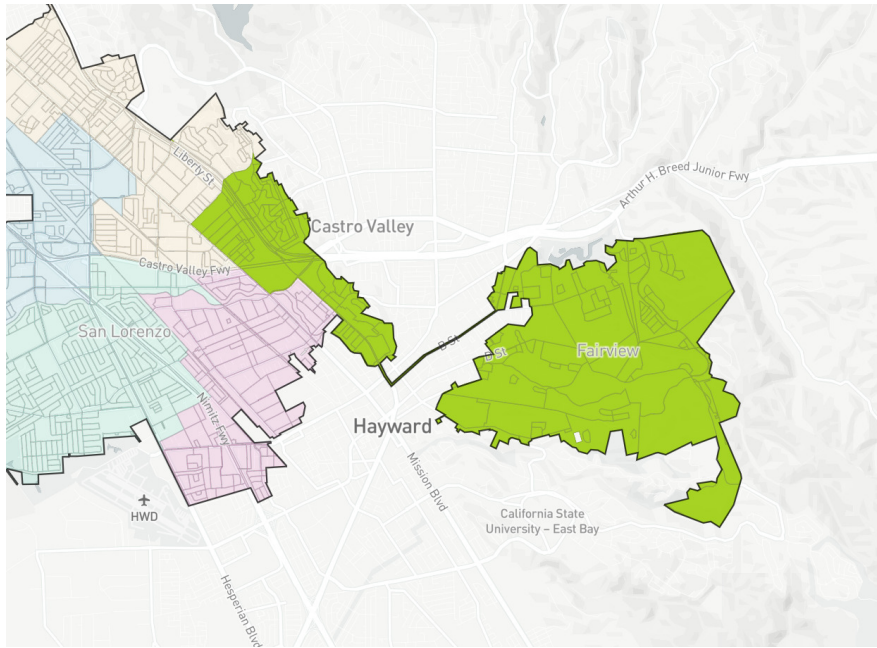 Arthur H. Breed Junior Fwy
Liberty St
Castro Valley
Castro Valley Fwy
San Lorenzo
D St
D St
Fairview
Nimitz Fwy
Hayward
Mission Blvd
HWD
California State
University – East Bay
Hesperian Blvd